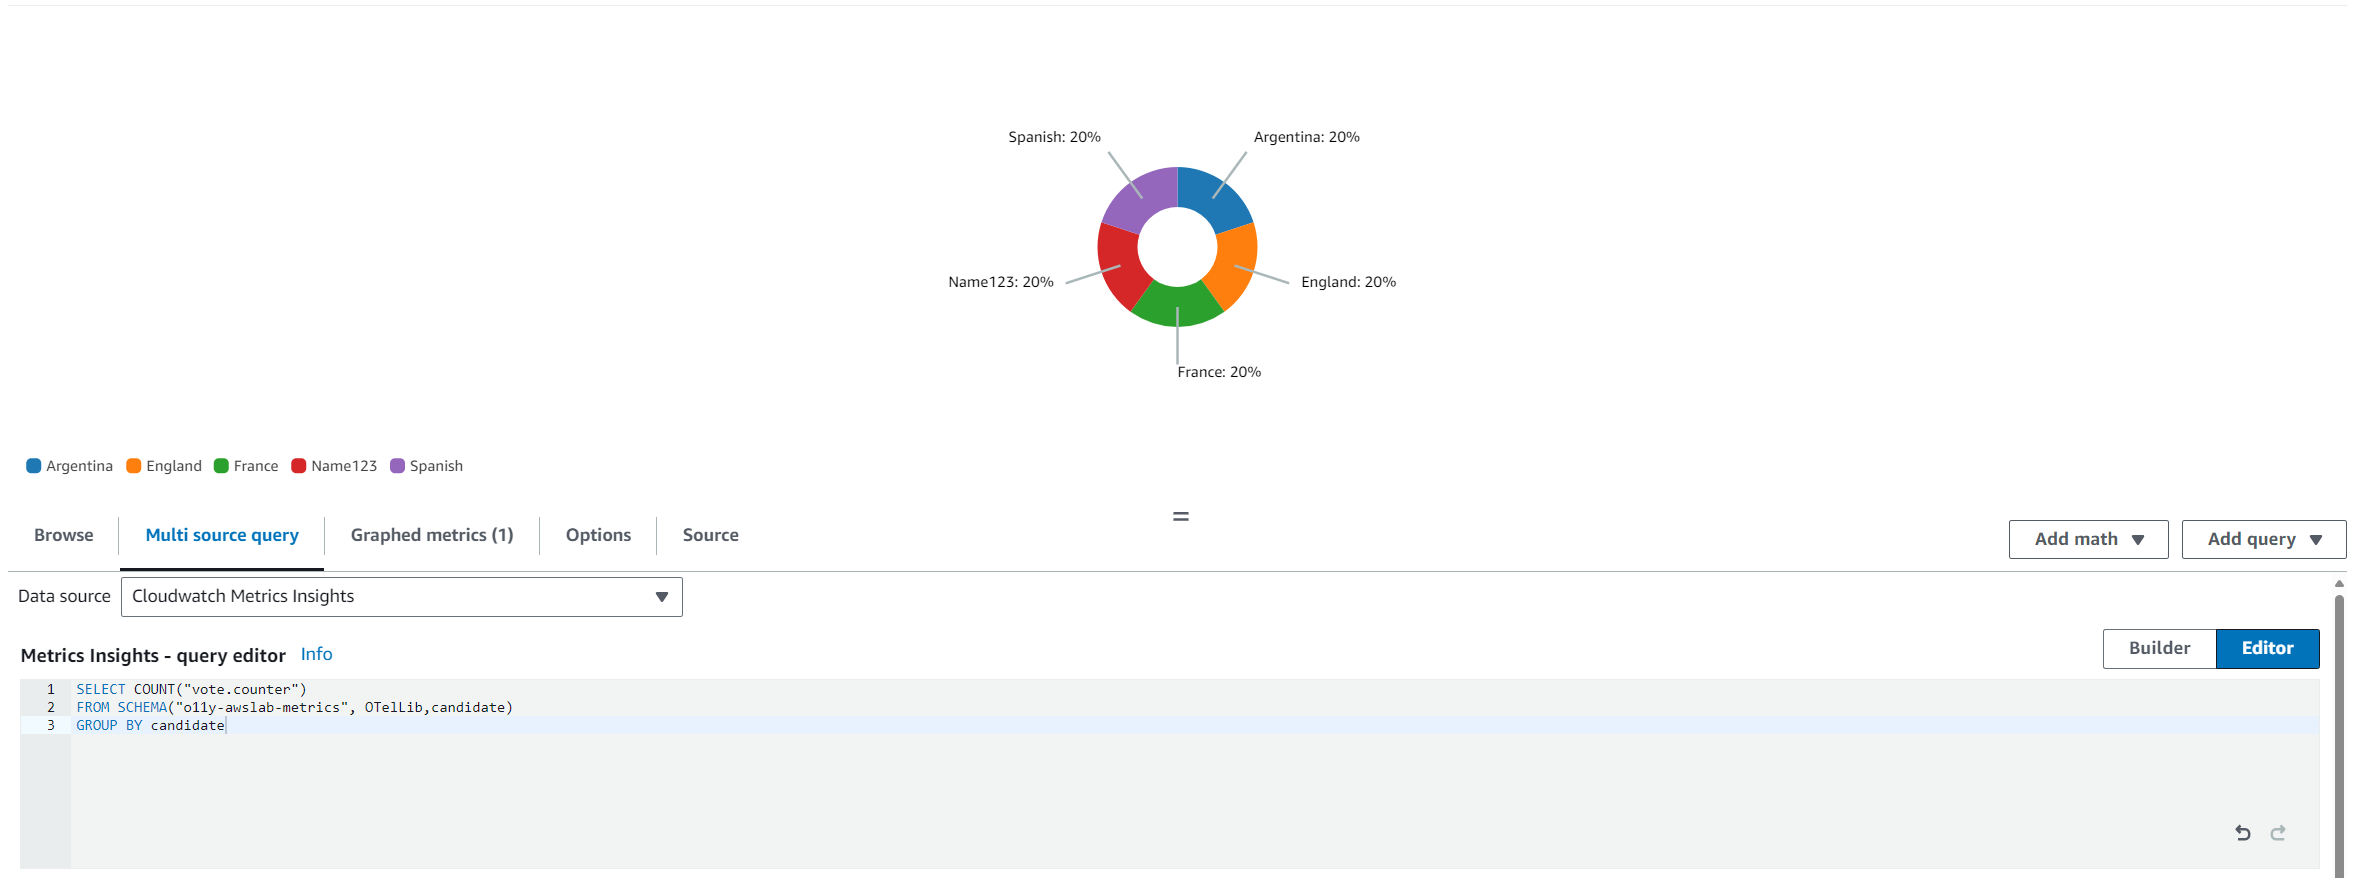 Spanish: 20%
Argentina: 20%
Name123: 20%
England: 20%
France: 20%
Argentina England France Name123 Spanish
Browse Multi source query Graphed metrics (1) Options Source Add math Add query
Data source Cloudwatch Metrics Insights
Metrics Insights - query editor Info Builder Editor
1 SELECT COUNT("vote.counter")
2 FROM SCHEMA("o11y-awslab-metrics", OTelLib,candidate)
3 GROUP BY candidate